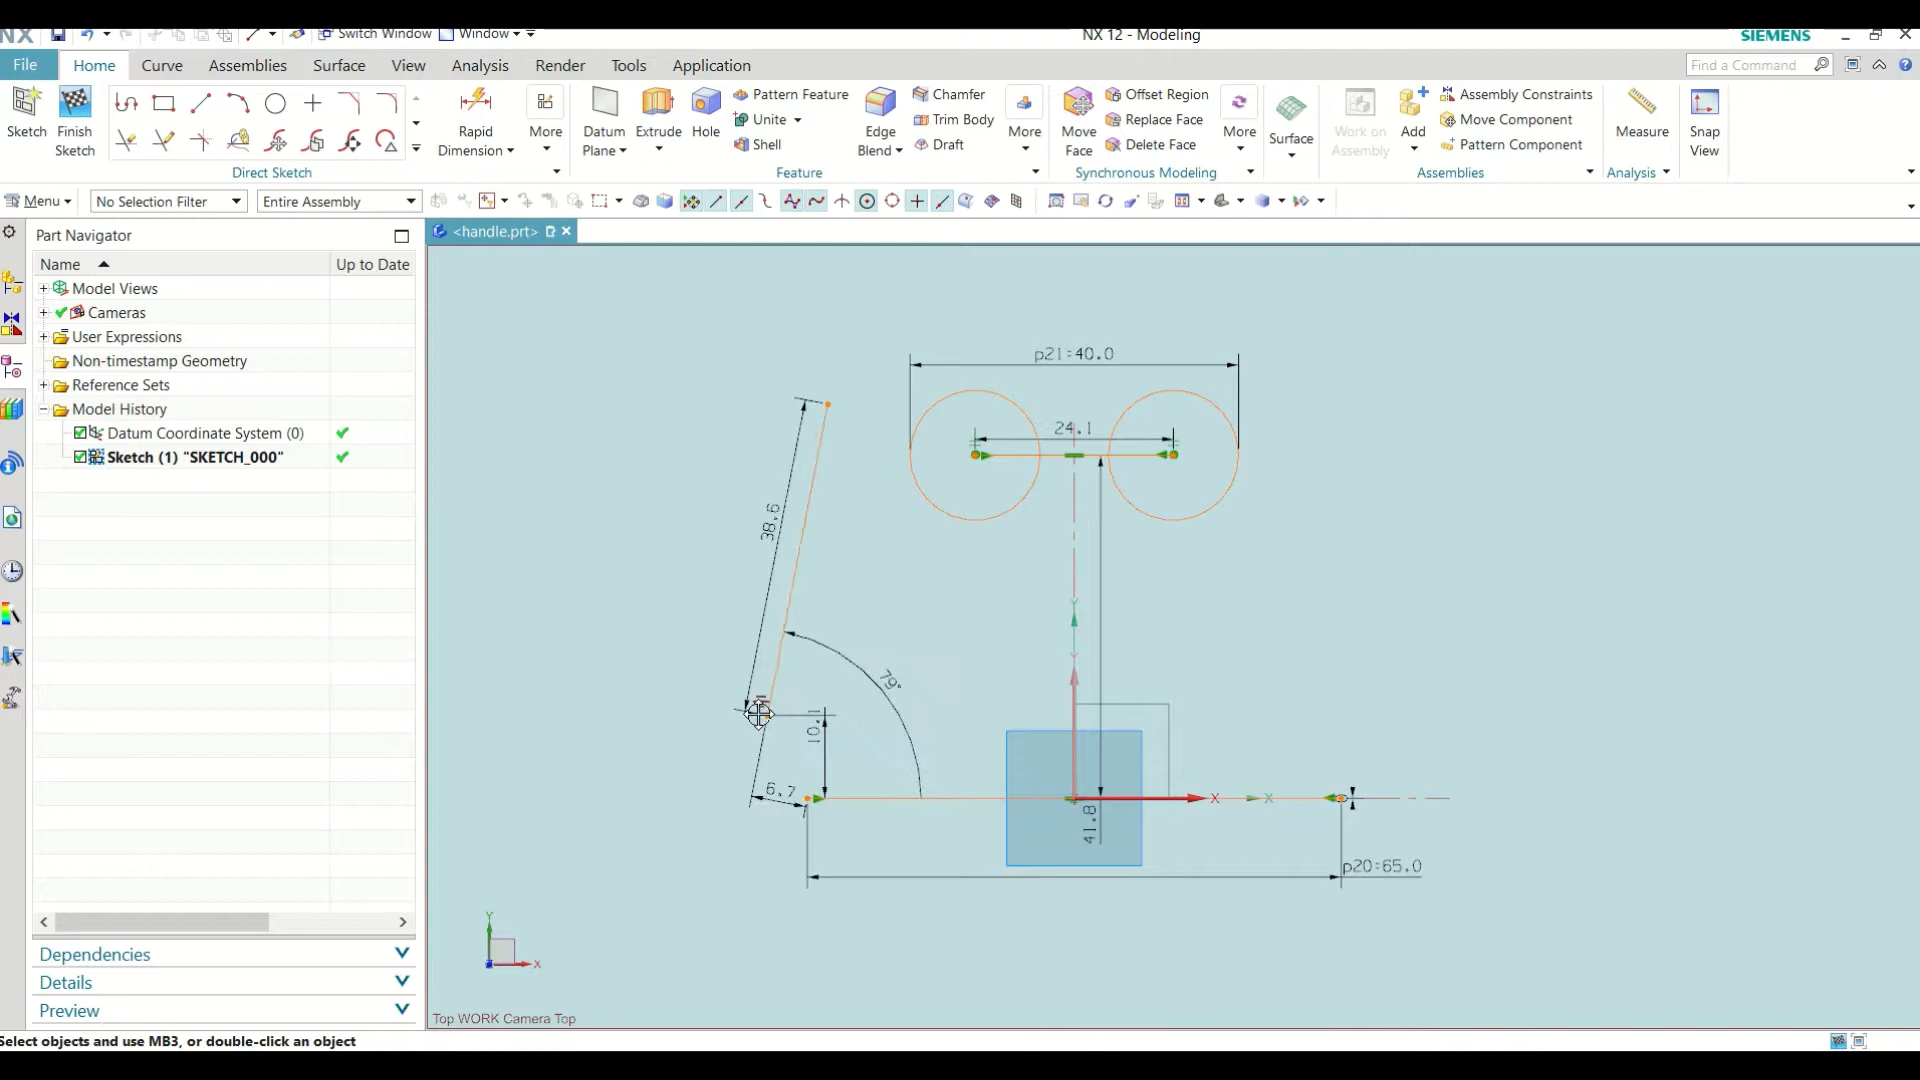 NX
Switch Window
Window
NX 12 - Modeling
SIEMENS
File
Home
Curve
Assemblies
Surface
View
Analysis
Render
Tools
Application
Find a Command
Sketch
Finish
Sketch
Direct Sketch
Rapid
Dimension
More
Datum
Plane
Extrude
Hole
Pattern Feature
Unite
Shell
Edge
Blend
Chamfer
Trim Body
Draft
More
Feature
Move
Face
Offset Region
Replace Face
Delete Face
More
Synchronous Modeling
Surface
Work on
Assembly
Add
Assembly Constraints
Move Component
Pattern Component
Assemblies
Measure
Analysis
Snap
View
Menu
No Selection Filter
Entire Assembly
Part Navigator
<handle.prt>
Name
Up to Date
Model Views
Cameras
User Expressions
Non-timestamp Geometry
Reference Sets
Model History
Datum Coordinate System (0)
Sketch (1) "SKETCH_000"
Dependencies
Details
Preview
p21=40.0
24.1
38.6
79°
10.1
6.7
41.8
p20=65.0
Y
Y
X
X
Y
X
Top WORK Camera Top
Select objects and use MB3, or double-click an object